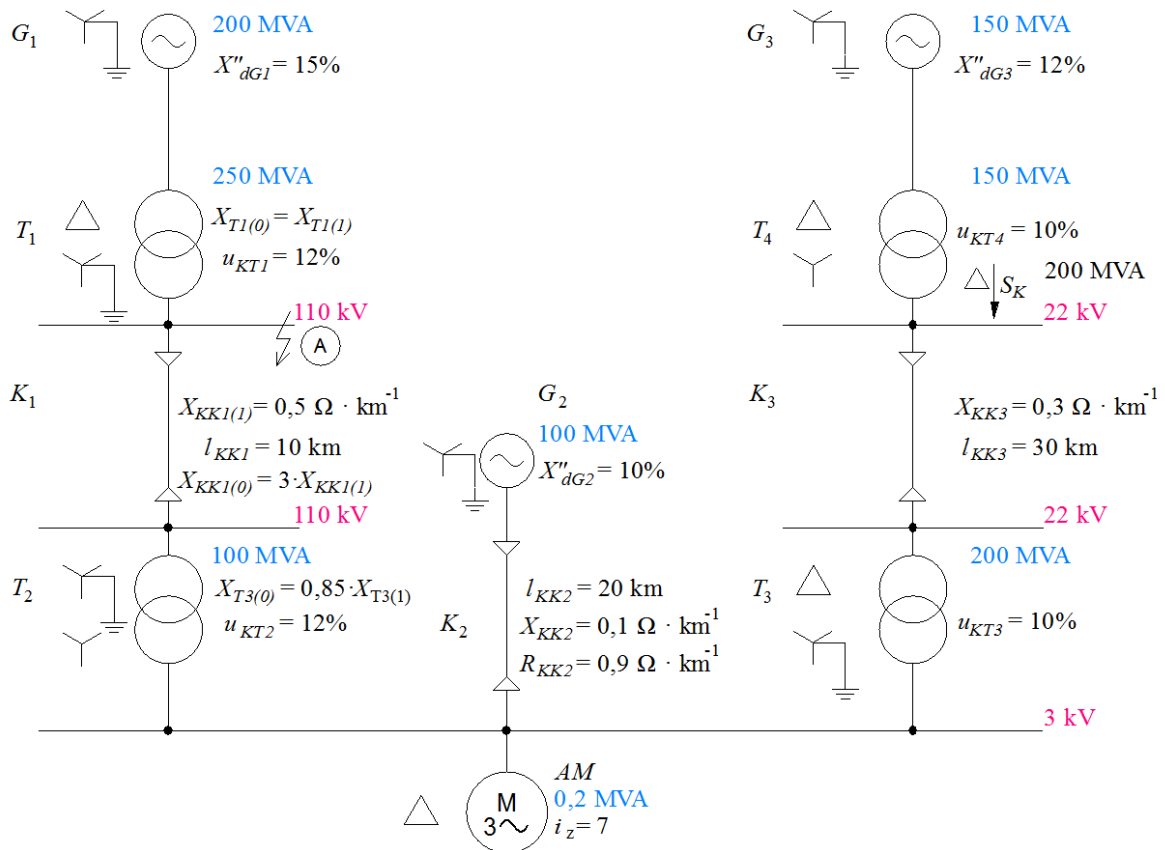 G1
200 MVA
X"dG1 = 15%
250 MVA
T1
XT1(0) = XT1(1)
uKT1 = 12%
110 kV
A
K1
XKK1(1) = 0,5 Ω · km-1
lKK1 = 10 km
XKK1(0) = 3·XKK1(1)
110 kV
100 MVA
T2
XT3(0) = 0,85·XT3(1)
uKT2 = 12%
G2
100 MVA
X"dG2 = 10%
K2
lKK2 = 20 km
XKK2 = 0,1 Ω · km-1
RKK2 = 0,9 Ω · km-1
AM
M
3
0,2 MVA
iz = 7
G3
150 MVA
X"dG3 = 12%
150 MVA
T4
uKT4 = 10%
SK
200 MVA
22 kV
K3
XKK3 = 0,3 Ω · km-1
lKK3 = 30 km
22 kV
200 MVA
T3
uKT3 = 10%
3 kV